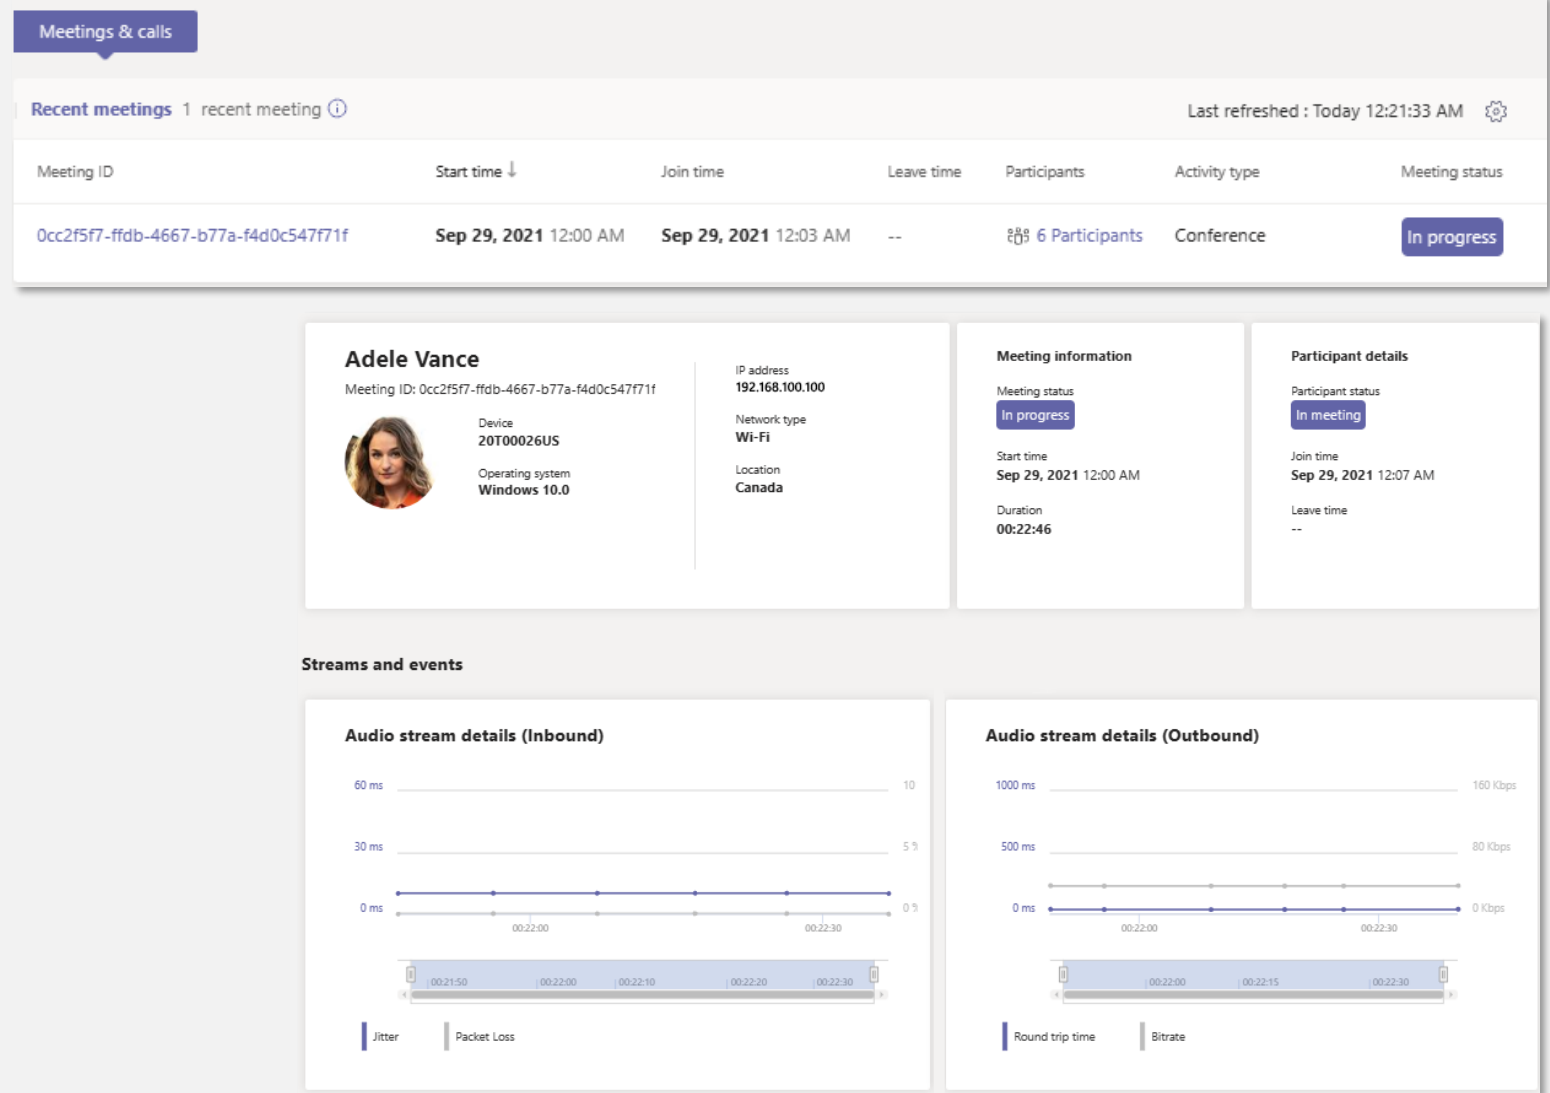 Meetings & calls
Recent meetings 1 recent meeting
Last refreshed : Today 12:21:33 AM
Meeting ID Start time ↓ Join time Leave time Participants Activity type Meeting status
0cc2f5f7-ffdb-4667-b77a-f4d0c547f71f Sep 29, 2021 12:00 AM Sep 29, 2021 12:03 AM -- 6 Participants Conference In progress
Adele Vance
Meeting ID: 0cc2f5f7-ffdb-4667-b77a-f4d0c547f71f
Device
20T00026US
Operating system
Windows 10.0
IP address
192.168.100.100
Network type
Wi-Fi
Location
Canada
Meeting information
Meeting status
In progress
Start time
Sep 29, 2021 12:00 AM
Duration
00:22:46
Participant details
Participant status
In meeting
Join time
Sep 29, 2021 12:07 AM
Leave time
--
Streams and events
Audio stream details (Inbound)
60 ms 10
30 ms 5 %
0 ms 0 %
00:22:00 00:22:30
00:21:50 00:22:00 00:22:10 00:22:20 00:22:30
Jitter Packet Loss
Audio stream details (Outbound)
1000 ms 160 Kbps
500 ms 80 Kbps
0 ms 0 Kbps
00:22:00 00:22:30
00:22:00 00:22:15 00:22:30
Round trip time Bitrate